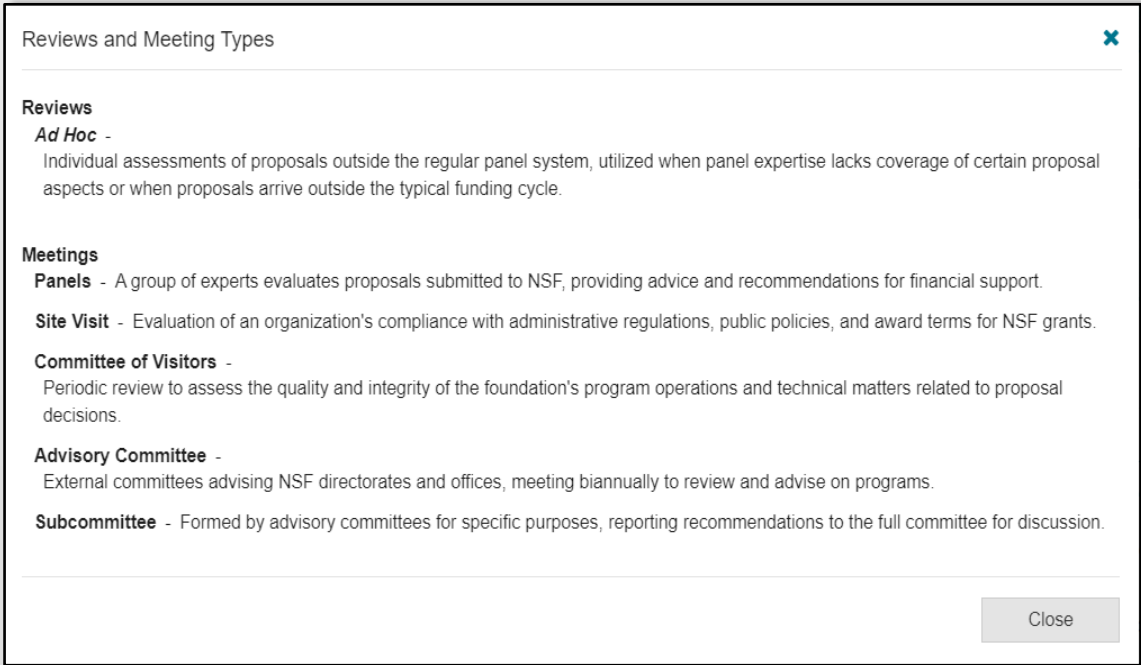 Reviews and Meeting Types
Reviews
Ad Hoc -
Individual assessments of proposals outside the regular panel system, utilized when panel expertise lacks coverage of certain proposal
aspects or when proposals arrive outside the typical funding cycle.
Meetings
Panels - A group of experts evaluates proposals submitted to NSF, providing advice and recommendations for financial support.
Site Visit - Evaluation of an organization's compliance with administrative regulations, public policies, and award terms for NSF grants.
Committee of Visitors -
Periodic review to assess the quality and integrity of the foundation's program operations and technical matters related to proposal
decisions.
Advisory Committee -
External committees advising NSF directorates and offices, meeting biannually to review and advise on programs.
Subcommittee - Formed by advisory committees for specific purposes, reporting recommendations to the full committee for discussion.
Close